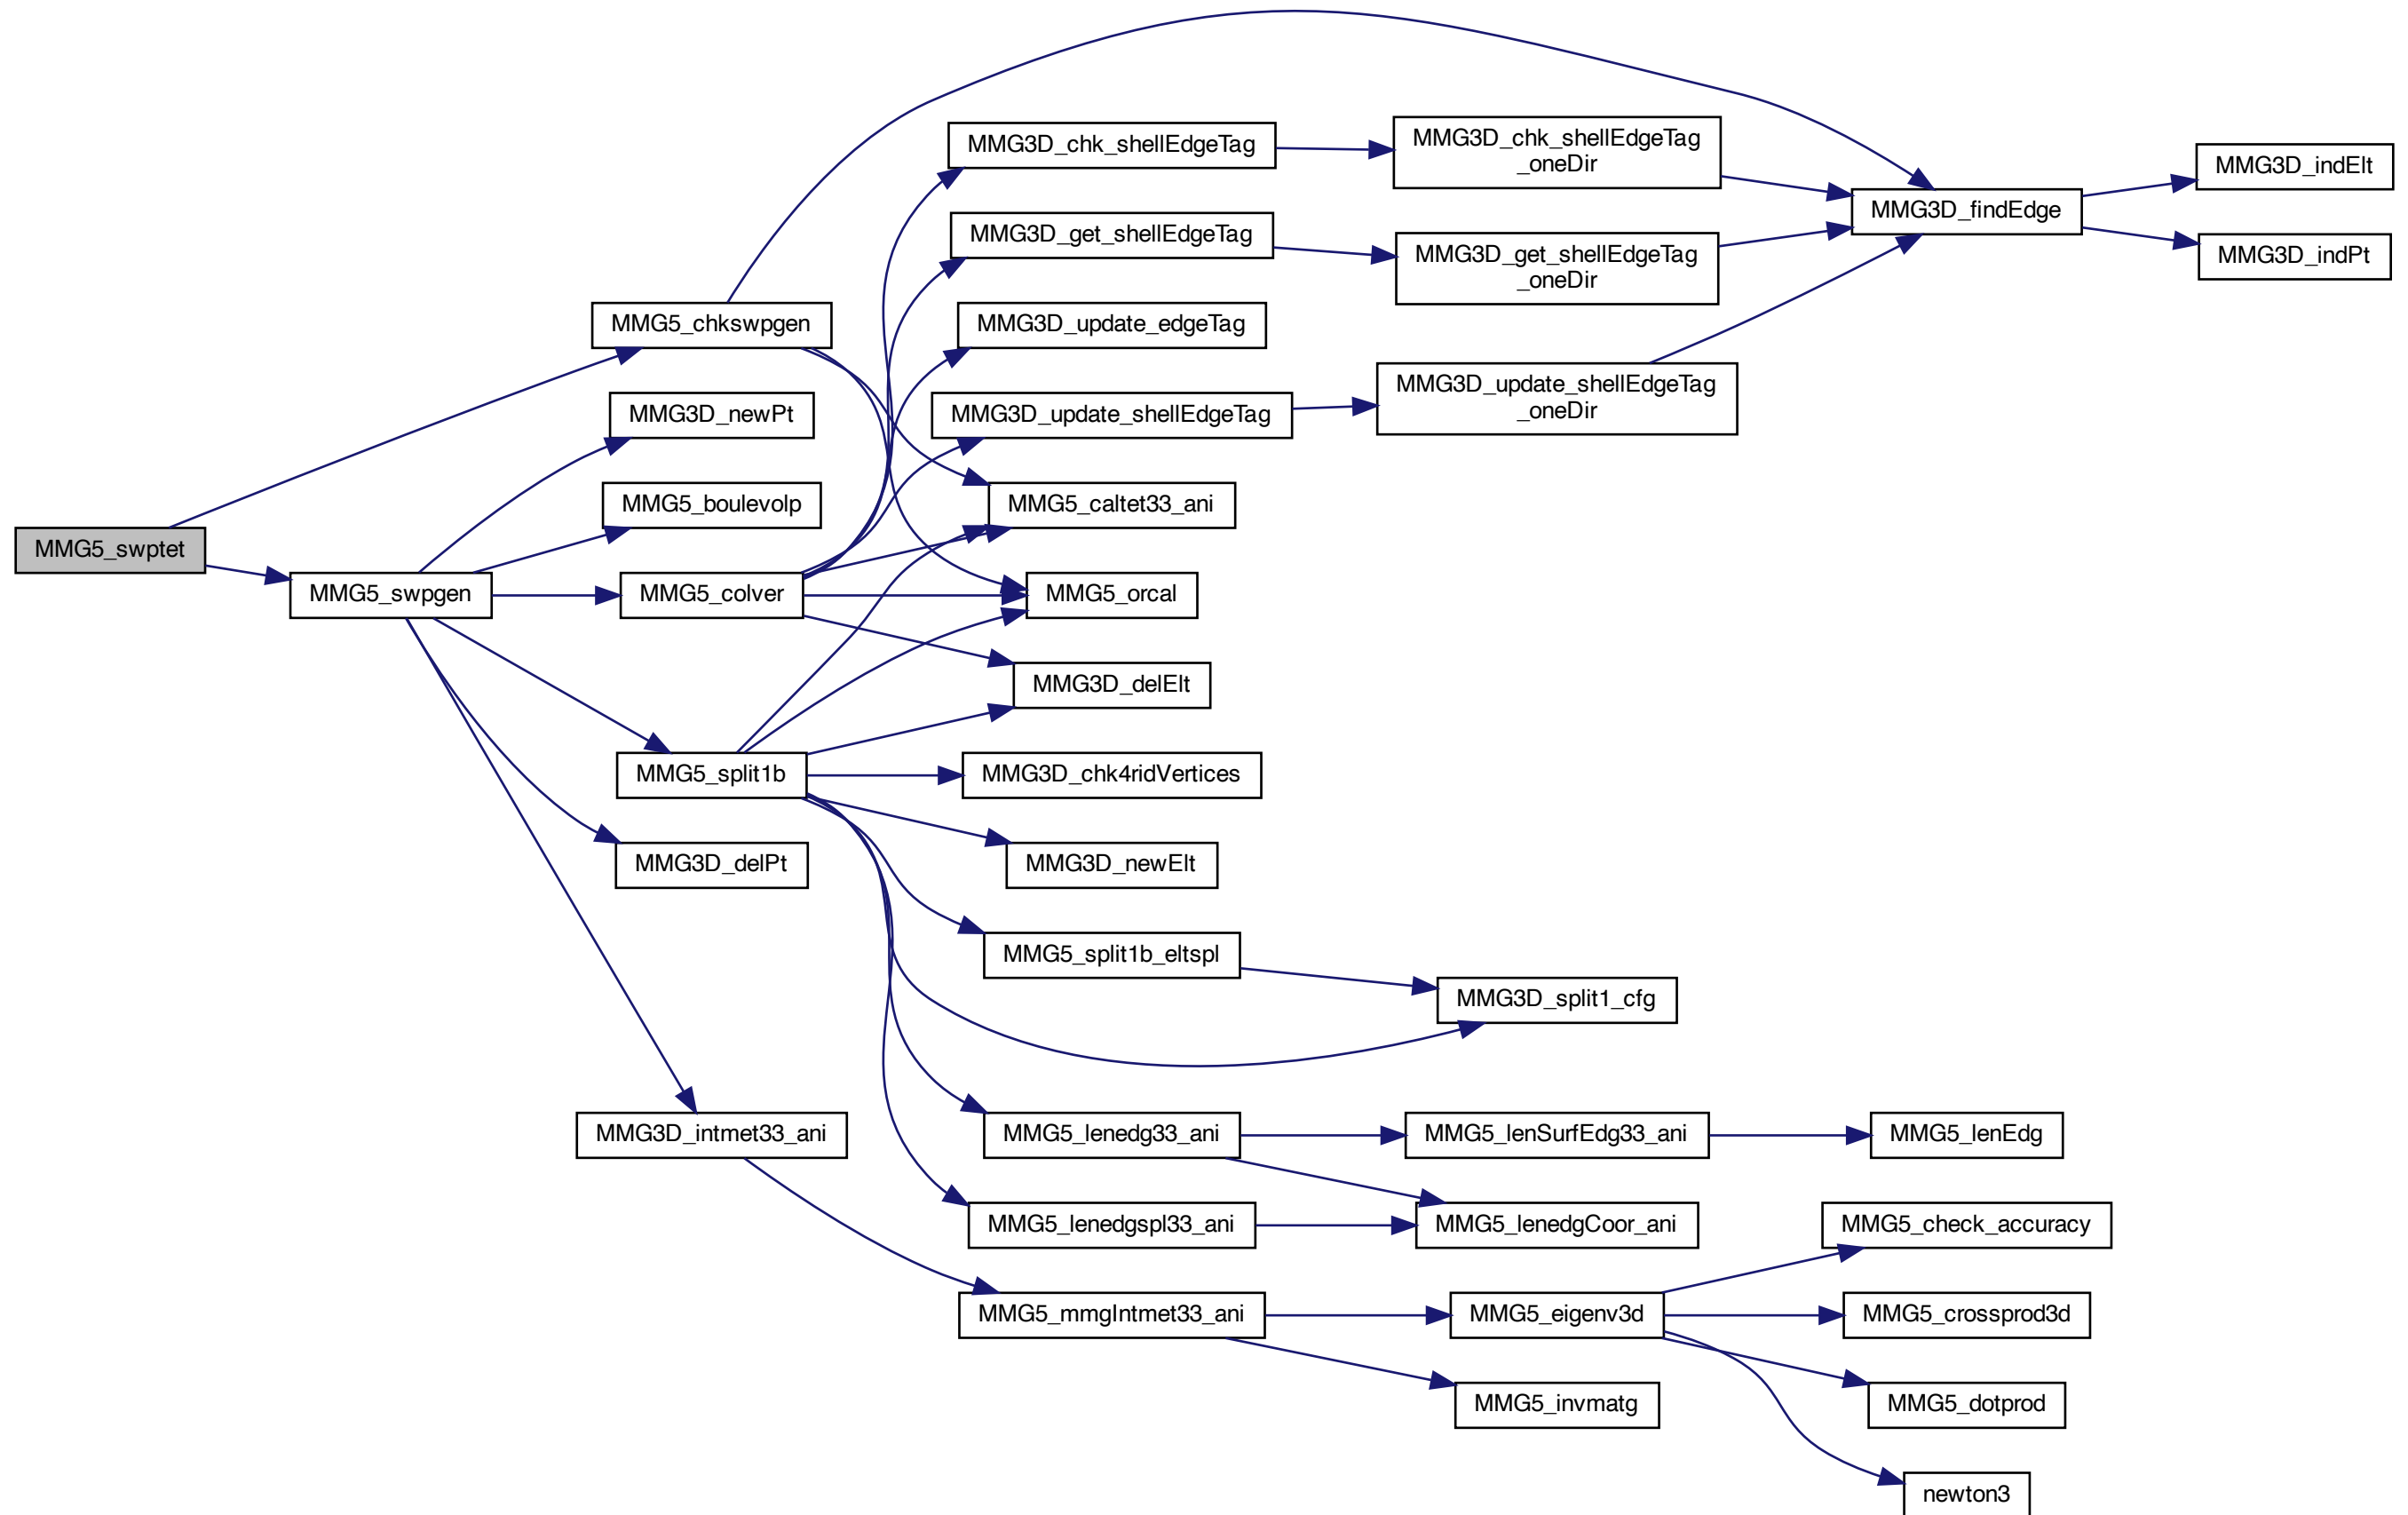 MMG5_swptet
MMG5_chkswpgen
MMG3D_newPt
MMG5_boulevolp
MMG5_swpgen
MMG5_colver
MMG5_split1b
MMG3D_delPt
MMG3D_intmet33_ani
MMG3D_chk_shellEdgeTag
MMG3D_get_shellEdgeTag
MMG3D_update_edgeTag
MMG3D_update_shellEdgeTag
MMG5_caltet33_ani
MMG5_orcal
MMG3D_delElt
MMG3D_chk4ridVertices
MMG3D_newElt
MMG5_split1b_eltspl
MMG5_lenedg33_ani
MMG5_lenedgspl33_ani
MMG5_mmgIntmet33_ani
MMG3D_chk_shellEdgeTag
_oneDir
MMG3D_get_shellEdgeTag
_oneDir
MMG3D_update_shellEdgeTag
_oneDir
MMG3D_split1_cfg
MMG5_lenSurfEdg33_ani
MMG5_lenedgCoor_ani
MMG5_eigenv3d
MMG5_invmatg
MMG3D_findEdge
MMG5_lenEdg
MMG5_check_accuracy
MMG5_crossprod3d
MMG5_dotprod
newton3
MMG3D_indElt
MMG3D_indPt